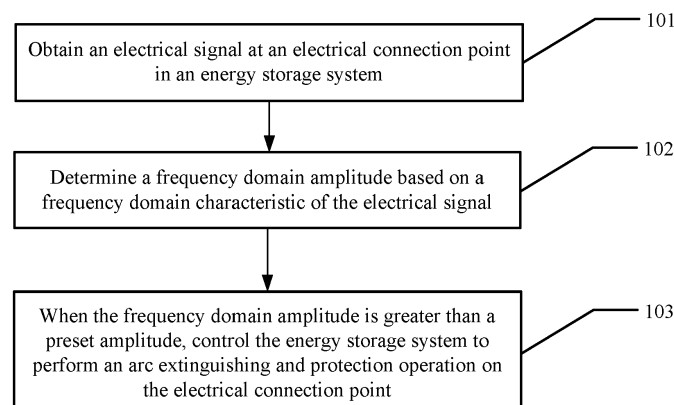 Obtain an electrical signal at an electrical connection point
in an energy storage system
101
Determine a frequency domain amplitude based on a
frequency domain characteristic of the electrical signal
102
When the frequency domain amplitude is greater than a
preset amplitude, control the energy storage system to
perform an arc extinguishing and protection operation on
the electrical connection point
103